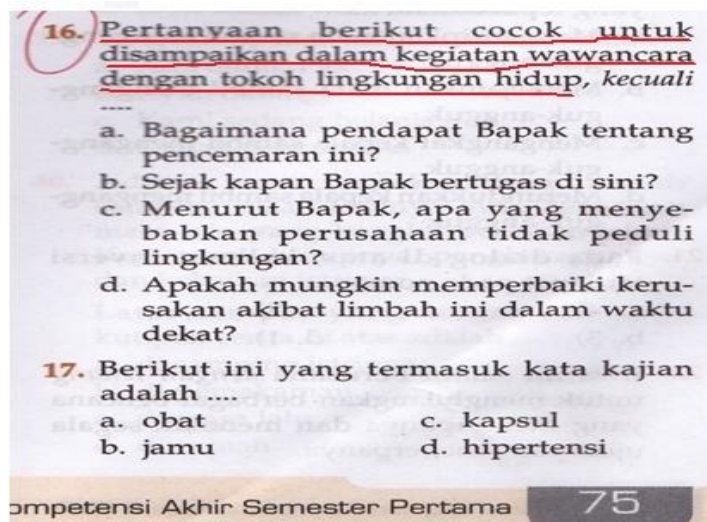 16. Pertanyaan berikut cocok untuk
disampaikan dalam kegiatan wawancara
dengan tokoh lingkungan hidup, kecuali
....
a. Bagaimana pendapat Bapak tentang
pencemaran ini?
b. Sejak kapan Bapak bertugas di sini?
c. Menurut Bapak, apa yang menye-
babkan perusahaan tidak peduli
lingkungan?
d. Apakah mungkin memperbaiki keru-
sakan akibat limbah ini dalam waktu
dekat?
17. Berikut ini yang termasuk kata kajian
adalah ....
a. obat c. kapsul
b. jamu d. hipertensi
ompetensi Akhir Semester Pertama 75